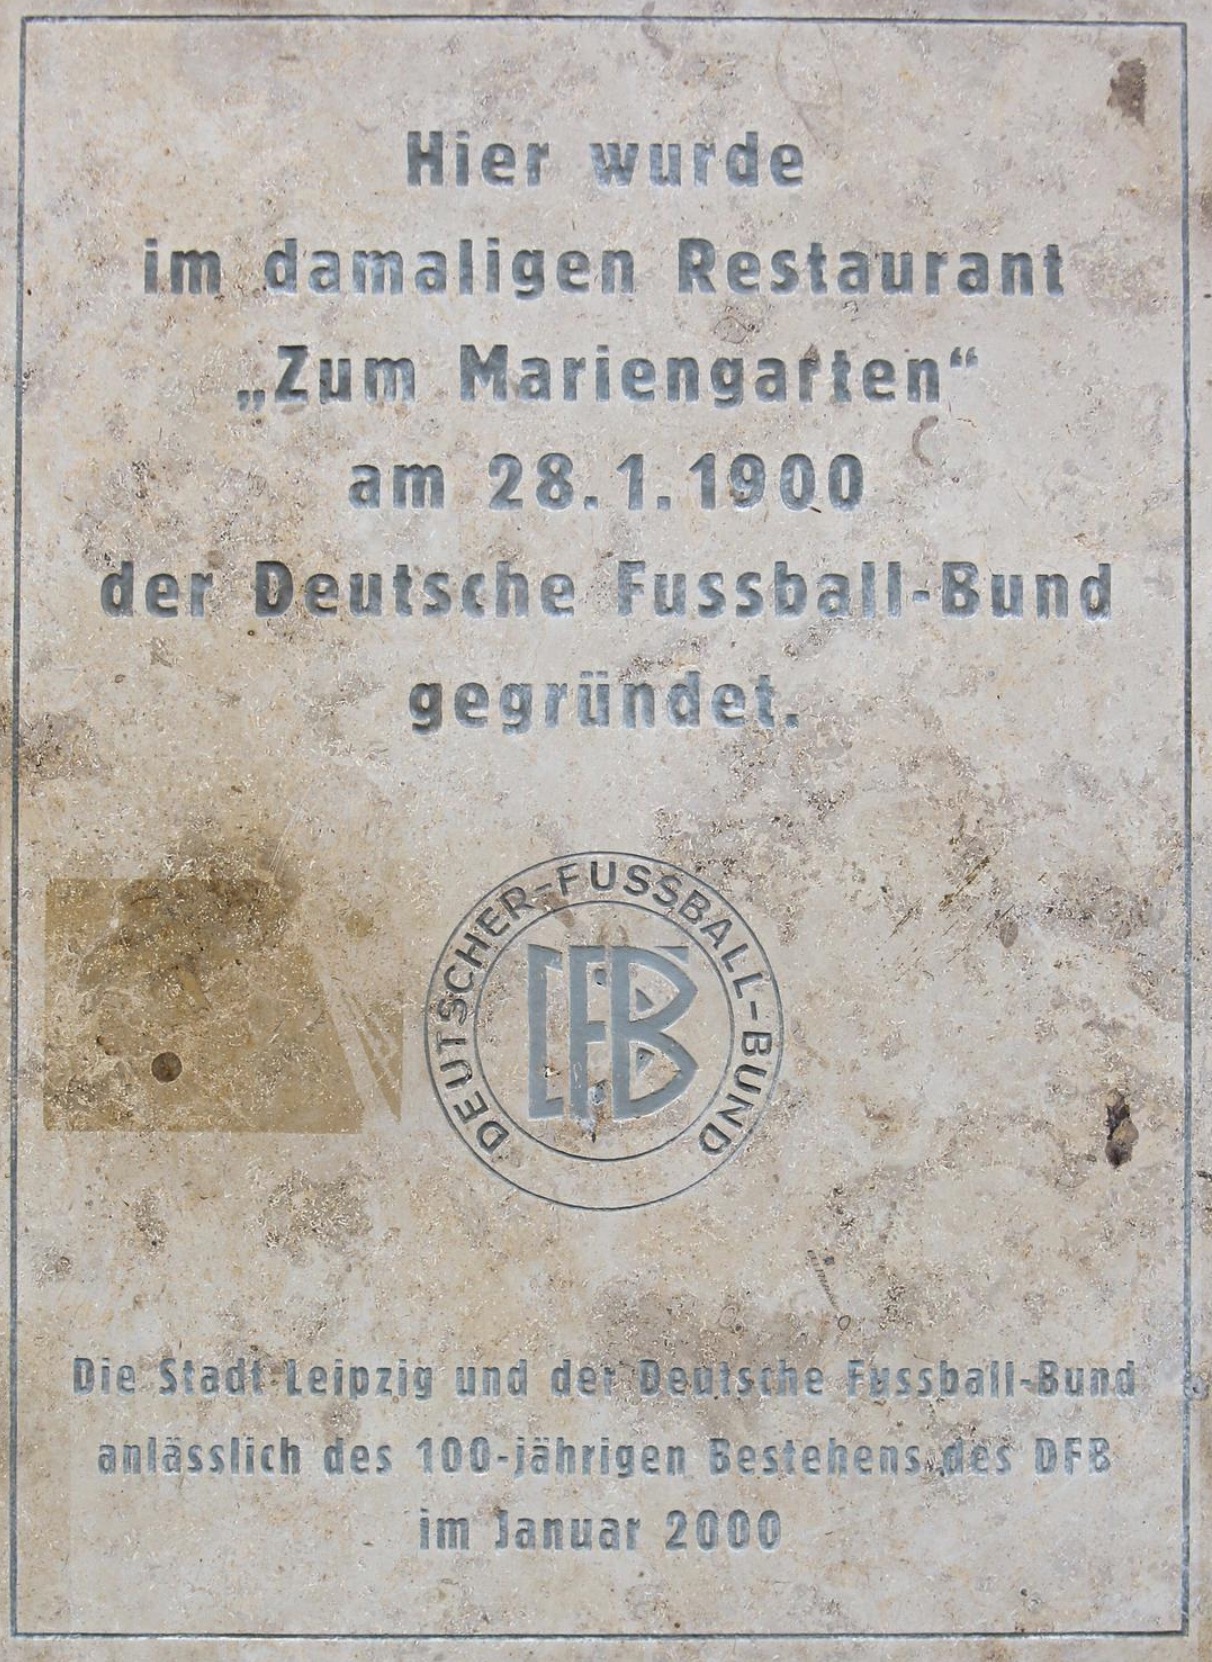 Hier wurde
im damaligen Restaurant
„Zum Mariengarten“
am 28.1.1900
der Deutsche Fussball-Bund
gegründet.
DEUTSCHER-FUSSBALL-BUND
DFB
Die Stadt Leipzig und der Deutsche Fussball-Bund
anlässlich des 100-jährigen Bestehens des DFB
im Januar 2000